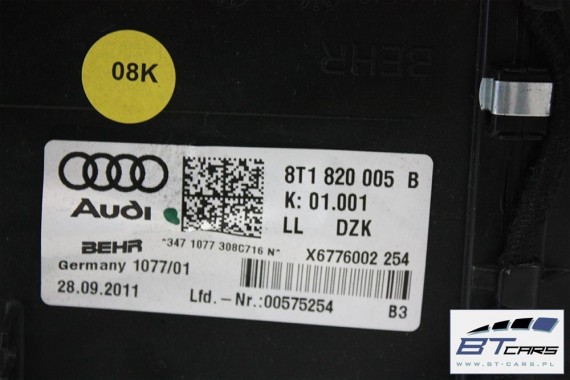 08K
BEHR
Audi
8T1 820 005 B
K: 01.001
LL DZK
BEHR
*347 1077 308C716 N*
X6776002 254
Germany 1077/01
28.09.2011
Lfd.-Nr.:00575254
B3
BT CARS
WWW.BT-CARS.PL